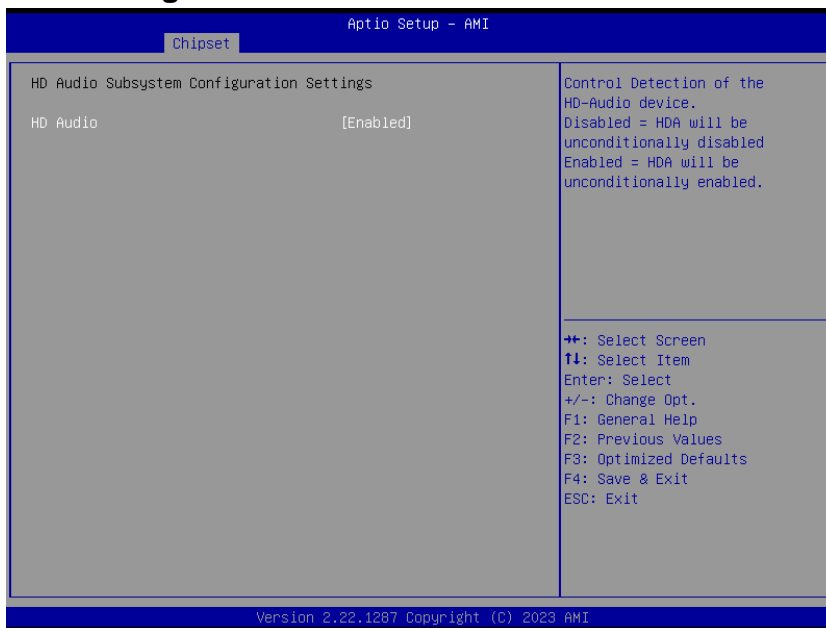 Aptio Setup – AMI
Chipset
HD Audio Subsystem Configuration Settings
HD Audio [Enabled]
Control Detection of the
HD-Audio device.
Disabled = HDA will be
unconditionally disabled
Enabled = HDA will be
unconditionally enabled.
→←: Select Screen
↑↓: Select Item
Enter: Select
+/-: Change Opt.
F1: General Help
F2: Previous Values
F3: Optimized Defaults
F4: Save & Exit
ESC: Exit
Version 2.22.1287 Copyright (C) 2023 AMI